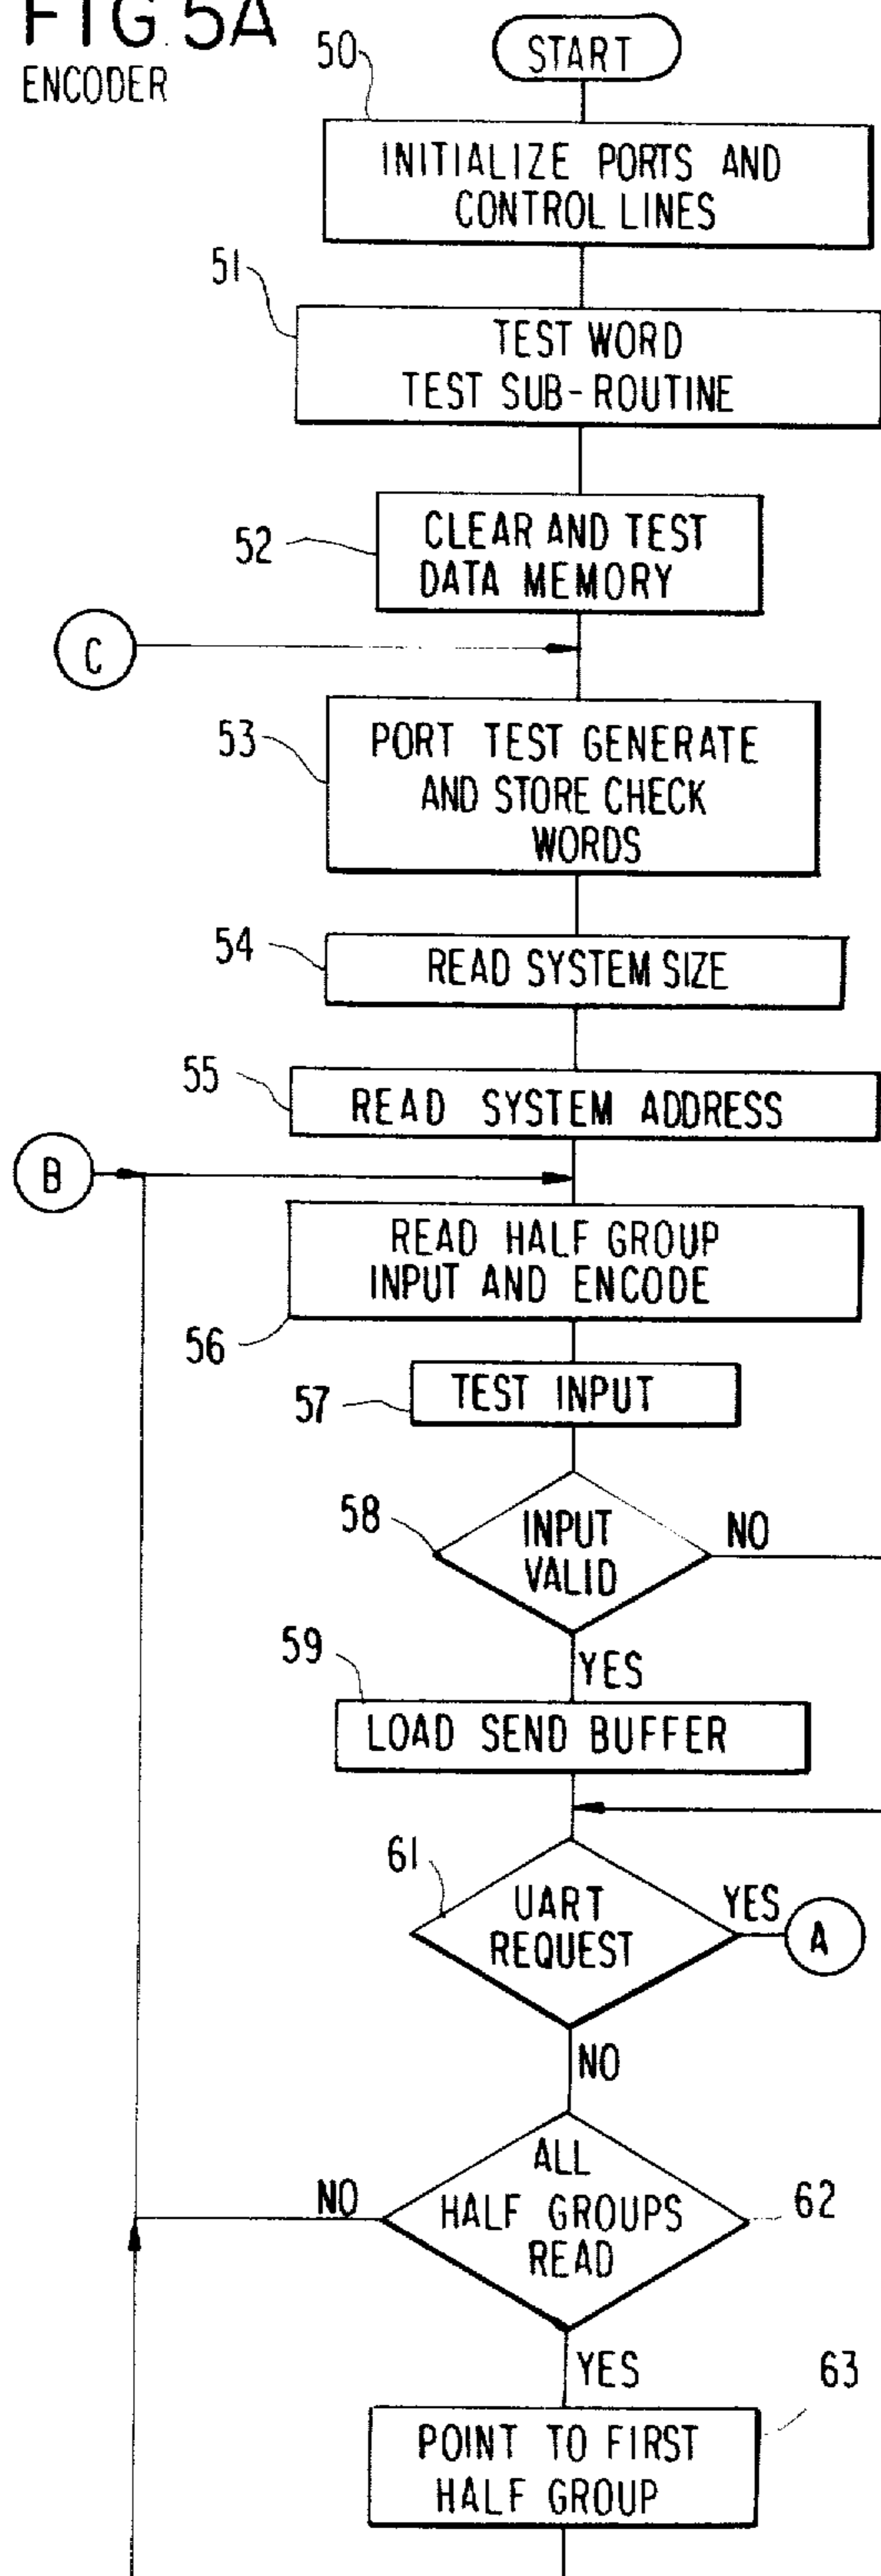 FIG. 5A
ENCODER
50
START
INITIALIZE PORTS AND
CONTROL LINES
51
TEST WORD
TEST SUB-ROUTINE
52
CLEAR AND TEST
DATA MEMORY
C
53
PORT TEST GENERATE
AND STORE CHECK
WORDS
54
READ SYSTEM SIZE
55
READ SYSTEM ADDRESS
B
READ HALF GROUP
INPUT AND ENCODE
56
57
TEST INPUT
58
INPUT
VALID
NO
YES
59
LOAD SEND BUFFER
61
UART
REQUEST
YES
A
NO
ALL
HALF GROUPS
READ
NO
62
YES
63
POINT TO FIRST
HALF GROUP